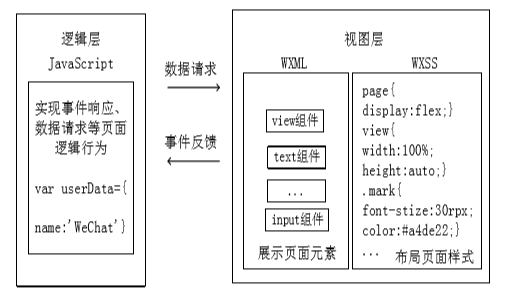 逻辑层
JavaScript
实现事件响应、
数据请求等页面
逻辑行为
var userData={
name:'WeChat'}
数据请求
事件反馈
视图层
WXML
view组件
text组件
...
input组件
展示页面元素
WXSS
page{
display:flex;}
view{
width:100%;
height:auto;}
.mark{
font-stize:30rpx;
color:#a4de22;}
... 布局页面样式